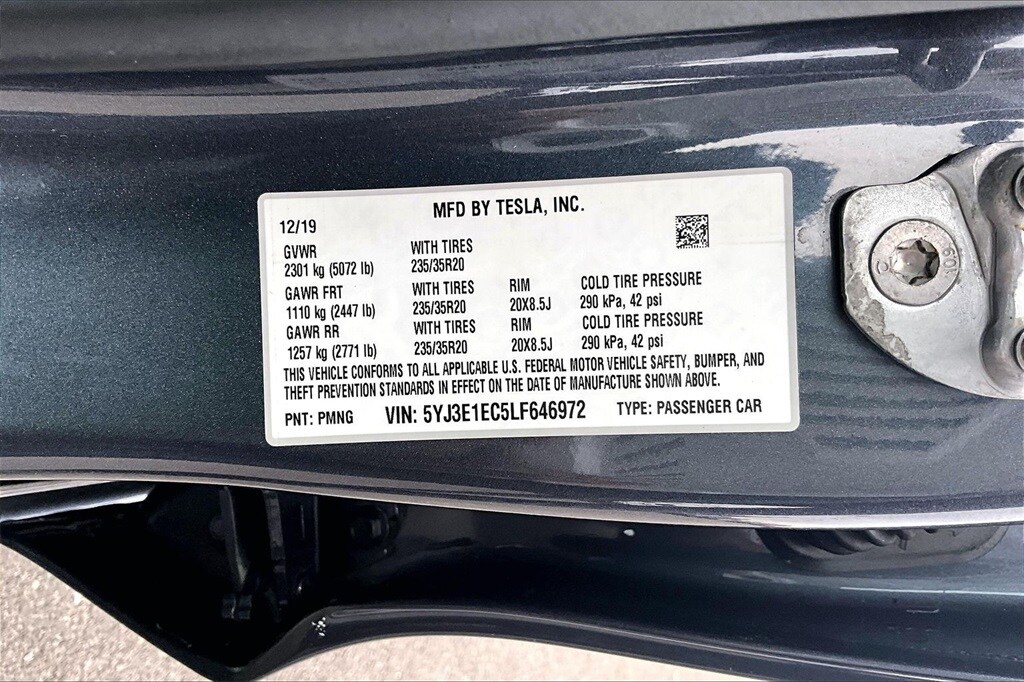 MFD BY TESLA, INC.
12/19
GVWR WITH TIRES
2301 kg (5072 lb) 235/35R20
GAWR FRT WITH TIRES RIM COLD TIRE PRESSURE
1110 kg (2447 lb) 235/35R20 20X8.5J 290 kPa, 42 psi
GAWR RR WITH TIRES RIM COLD TIRE PRESSURE
1257 kg (2771 lb) 235/35R20 20X8.5J 290 kPa, 42 psi
THIS VEHICLE CONFORMS TO ALL APPLICABLE U.S. FEDERAL MOTOR VEHICLE SAFETY, BUMPER, AND
THEFT PREVENTION STANDARDS IN EFFECT ON THE DATE OF MANUFACTURE SHOWN ABOVE.
PNT: PMNG VIN: 5YJ3E1EC5LF646972 TYPE: PASSENGER CAR